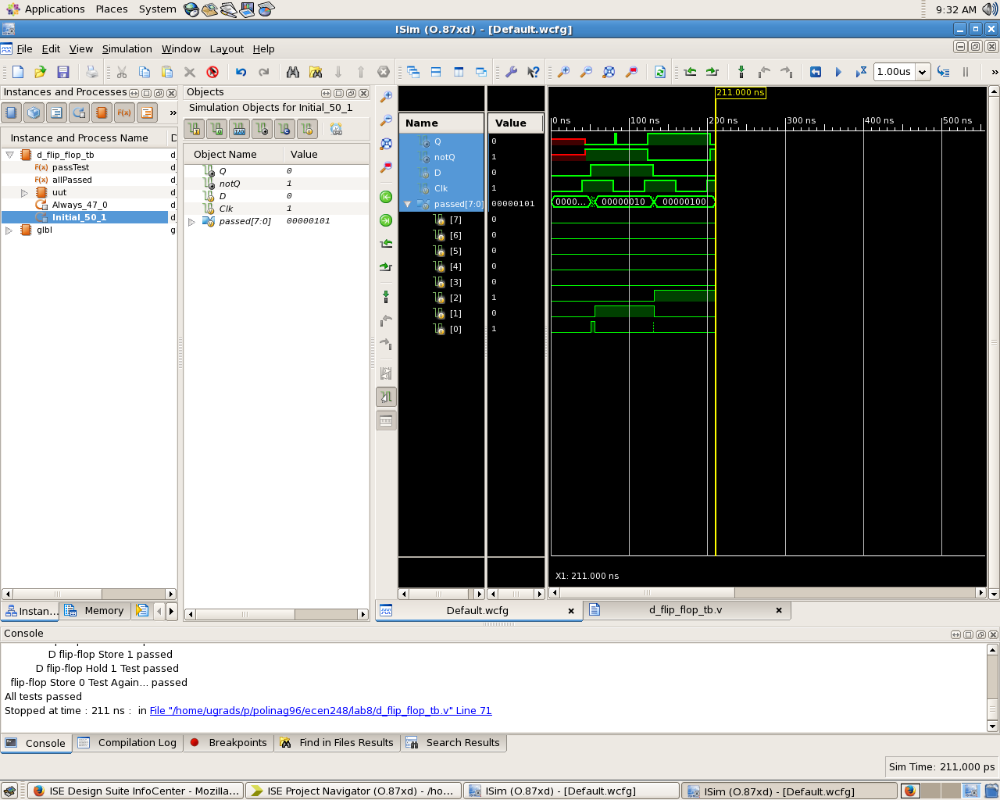 Applications Places System 9:32 AM
ISim (O.87xd) - [Default.wcfg]
File Edit View Simulation Window Layout Help
1.00us
Instances and Processes
Instance and Process Name D
d_flip_flop_tb d_
F(x) passTest d_
F(x) allPassed d_
uut d_
Always_47_0 d_
Initial_50_1 d_
glbl g
Instan... Memory
Objects
Simulation Objects for Initial_50_1
Object Name Value
Q 0
notQ 1
D 0
Clk 1
passed[7:0] 00000101
Name Value
Q 0
notQ 1
D 0
Clk 1
passed[7:0] 00000101
[7] 0
[6] 0
[5] 0
[4] 0
[3] 0
[2] 1
[1] 0
[0] 1
211.000 ns
0 ns 100 ns 200 ns 300 ns 400 ns 500 ns
0000... 00000010 00000100
X1: 211.000 ns
Default.wcfg d_flip_flop_tb.v
Console
D flip-flop Store 1 passed
D flip-flop Hold 1 Test passed
flip-flop Store 0 Test Again... passed
All tests passed
Stopped at time : 211 ns : in File "/home/ugrads/p/polinag96/ecen248/lab8/d_flip_flop_tb.v" Line 71
Console Compilation Log Breakpoints Find in Files Results Search Results
Sim Time: 211,000 ps
ISE Design Suite InfoCenter - Mozilla... ISE Project Navigator (O.87xd) - /ho... ISim (O.87xd) - [Default.wcfg] ISim (O.87xd) - [Default.wcfg]